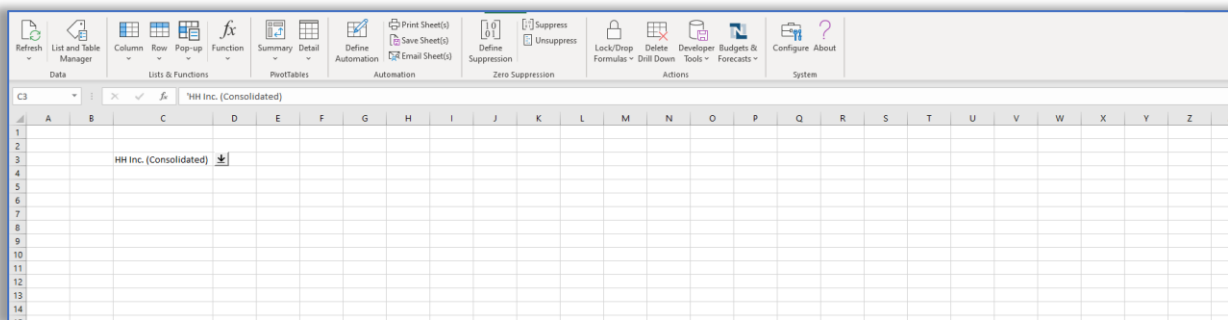 Refresh List and Table Manager Column Row Pop-up Function Summary Detail Define Automation Print Sheet(s) Save Sheet(s) Email Sheet(s) Define Suppression Suppress Unsuppress Lock/Drop Formulas Delete Drill Down Developer Tools Budgets & Forecasts Configure About
Data Lists & Functions PivotTables Automation Zero Suppression Actions System
C3 fx 'HH Inc. (Consolidated)
A B C D E F G H I J K L M N O P Q R S T U V W X Y Z
1
2
3 HH Inc. (Consolidated)
4
5
6
7
8
9
10
11
12
13
14